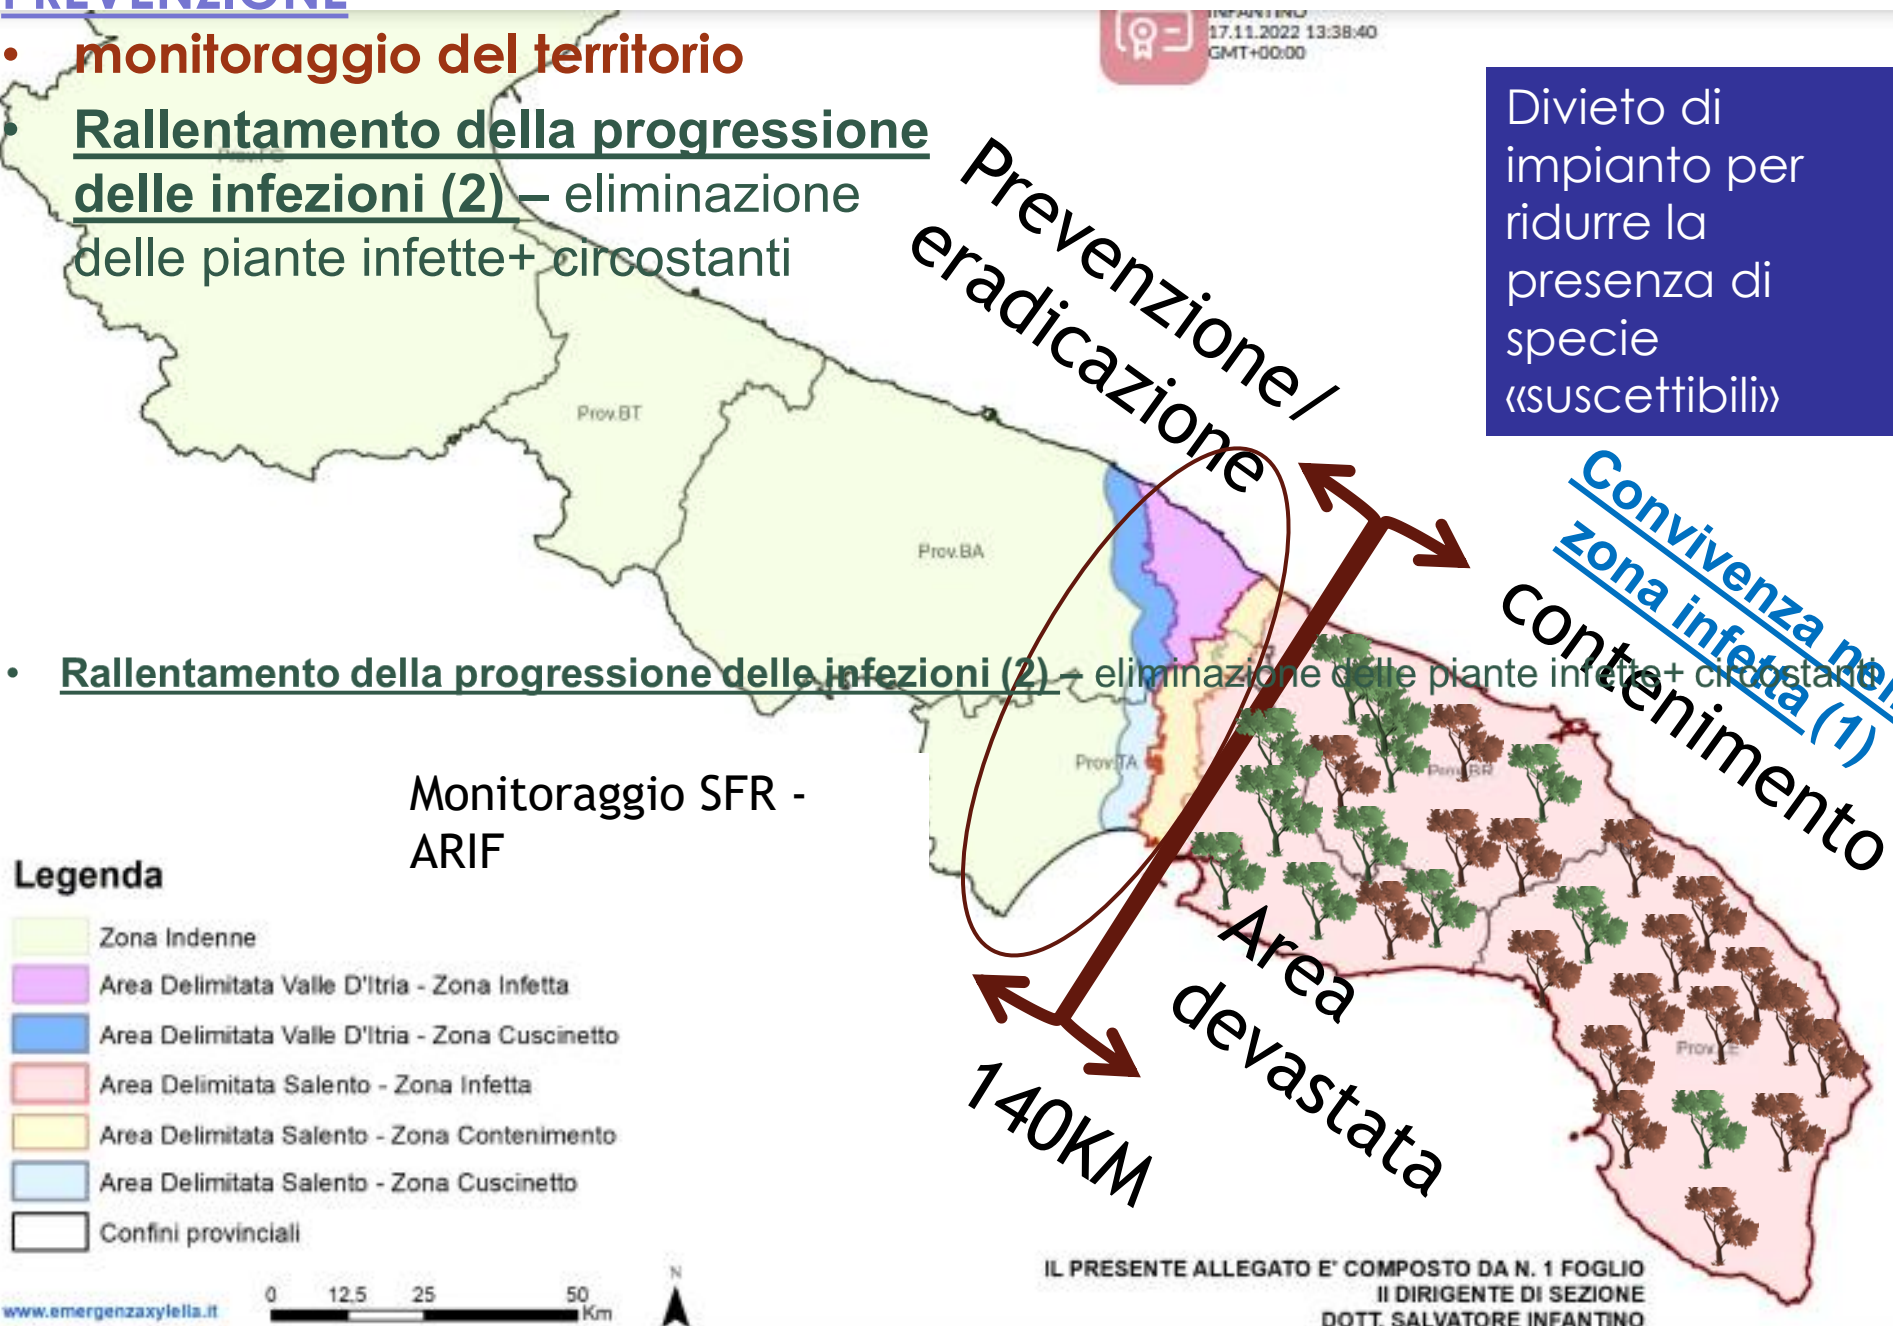 PREVENZIONE
• monitoraggio del territorio
• Rallentamento della progressione
delle infezioni (2) – eliminazione
delle piante infette+ circostanti
INFANTINO
17.11.2022 13:38:40
GMT+00:00
Divieto di
impianto per
ridurre la
presenza di
specie
«suscettibili»
Prevenzione/
eradicazione
Convivenza
zona infetta (1)
contenimento
Prov.BT
Prov.BA
• Rallentamento della progressione delle infezioni (2) – eliminazione delle piante infette+ circostanti
Prov.TA
Prov.BR
Monitoraggio SFR -
ARIF
Area
devastata
140KM
Legenda
Zona Indenne
Area Delimitata Valle D'Itria - Zona Infetta
Area Delimitata Valle D'Itria - Zona Cuscinetto
Area Delimitata Salento - Zona Infetta
Area Delimitata Salento - Zona Contenimento
Area Delimitata Salento - Zona Cuscinetto
Confini provinciali
www.emergenzaxylella.it
0 12,5 25 50
Km
N
IL PRESENTE ALLEGATO E' COMPOSTO DA N. 1 FOGLIO
Il DIRIGENTE DI SEZIONE
DOTT. SALVATORE INFANTINO